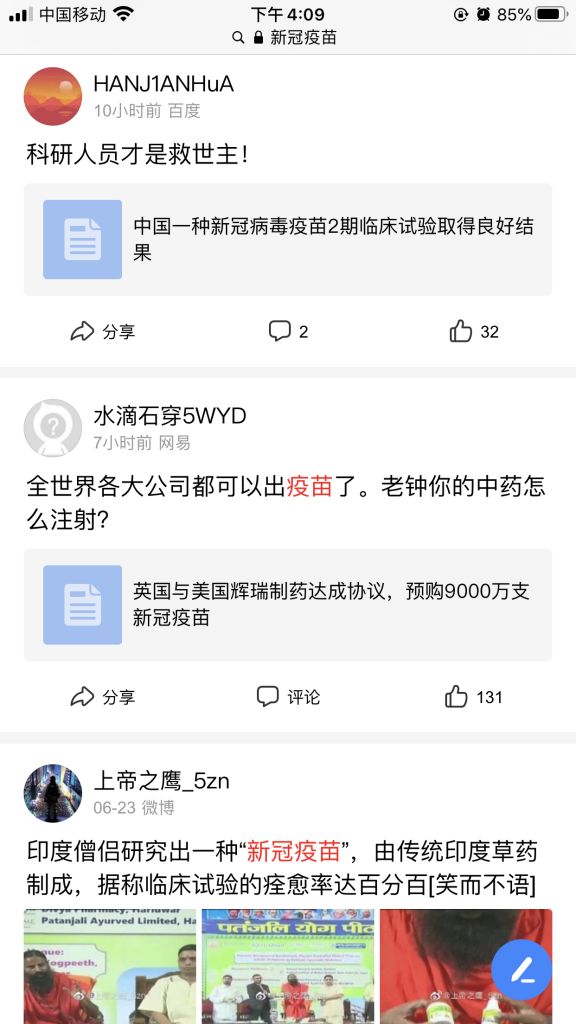 中国移动 下午4:09 85%
新冠疫苗
HANJ1ANHuA
10小时前 百度
科研人员才是救世主！
中国一种新冠病毒疫苗2期临床试验取得良好结
果
分享 2 32
水滴石穿5WYD
7小时前 网易
全世界各大公司都可以出疫苗了。老钟你的中药怎
么注射？
英国与美国辉瑞制药达成协议，预购9000万支
新冠疫苗
分享 评论 131
上帝之鹰_5zn
06-23 微博
印度僧侣研究出一种“新冠疫苗”，由传统印度草药
制成，据称临床试验的痊愈率达百分百[笑而不语]
Divya Pharmacy, Haridwar
Patanjali Ayurved Limited, Ha
nue:
ogpeeth,
पतंजलि योग पीठ
@上帝之鹰_5zn
@上帝之鹰_5zn
@上帝之鹰_5zn